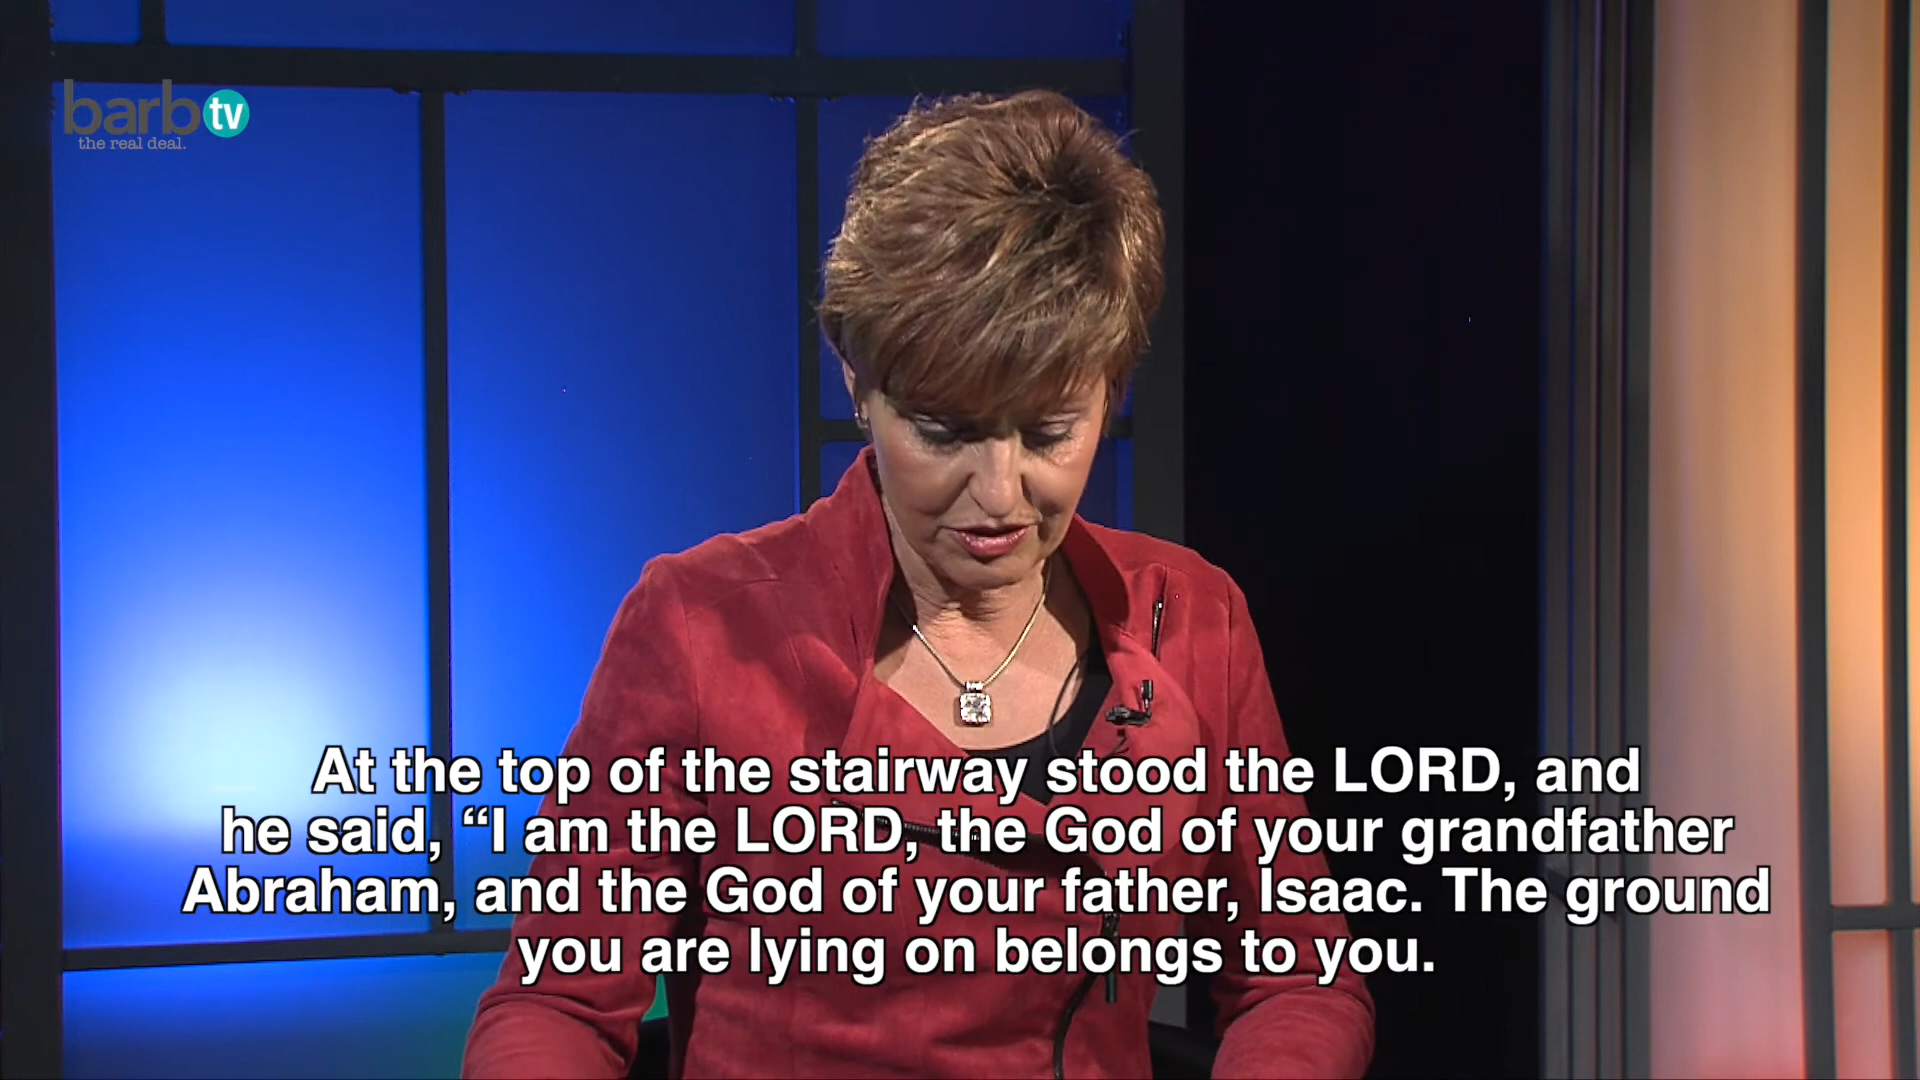 barb tv
the real deal.
At the top of the stairway stood the LORD, and
he said, “I am the LORD, the God of your grandfather
Abraham, and the God of your father, Isaac. The ground
you are lying on belongs to you.